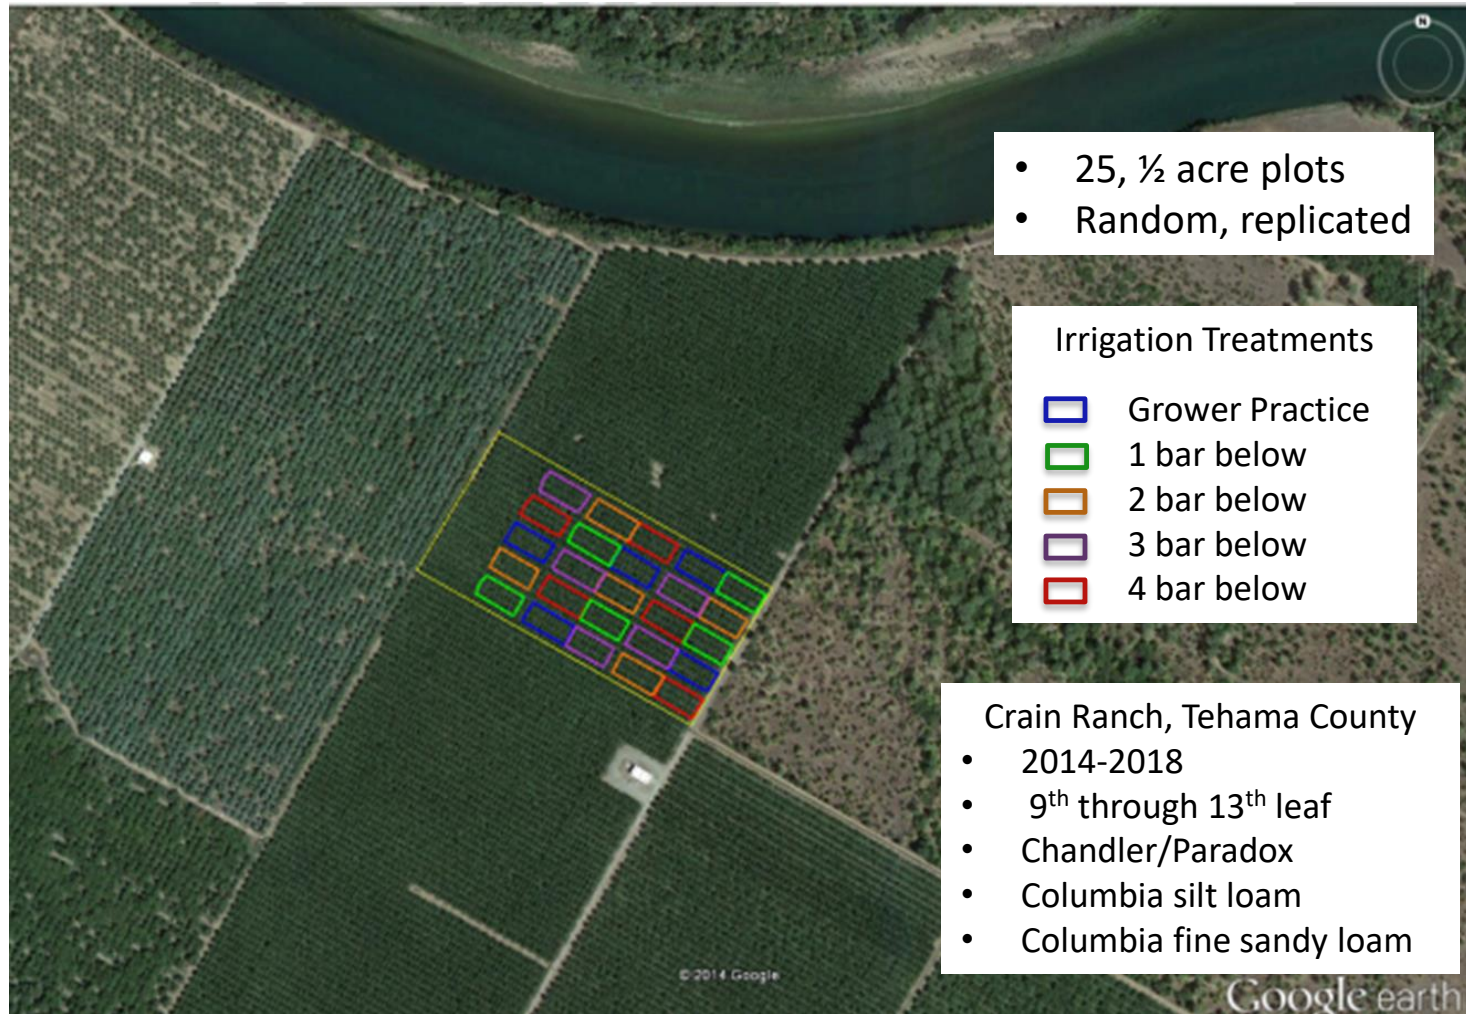 N
• 25, ½ acre plots
• Random, replicated
Irrigation Treatments
Grower Practice
1 bar below
2 bar below
3 bar below
4 bar below
Crain Ranch, Tehama County
• 2014-2018
• 9th through 13th leaf
• Chandler/Paradox
• Columbia silt loam
• Columbia fine sandy loam
© 2014 Google
Google earth